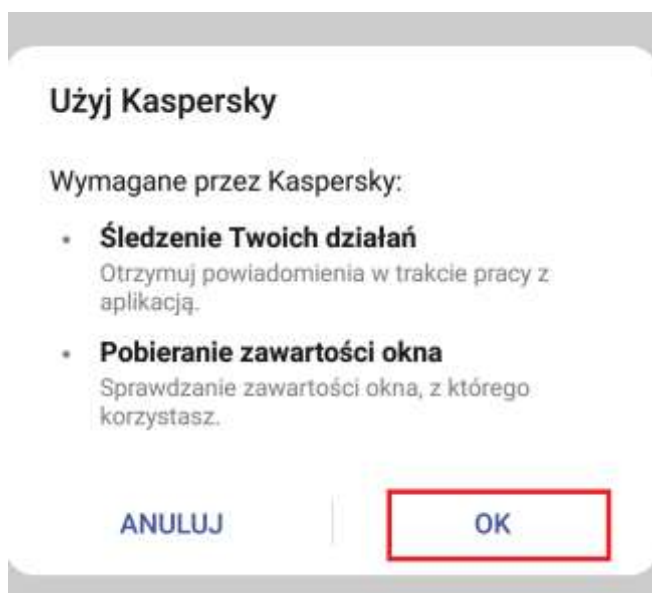 Użyj Kaspersky
Wymagane przez Kaspersky:
• Śledzenie Twoich działań
Otrzymuj powiadomienia w trakcie pracy z
aplikacją.
• Pobieranie zawartości okna
Sprawdzanie zawartości okna, z którego
korzystasz.
ANULUJ
OK